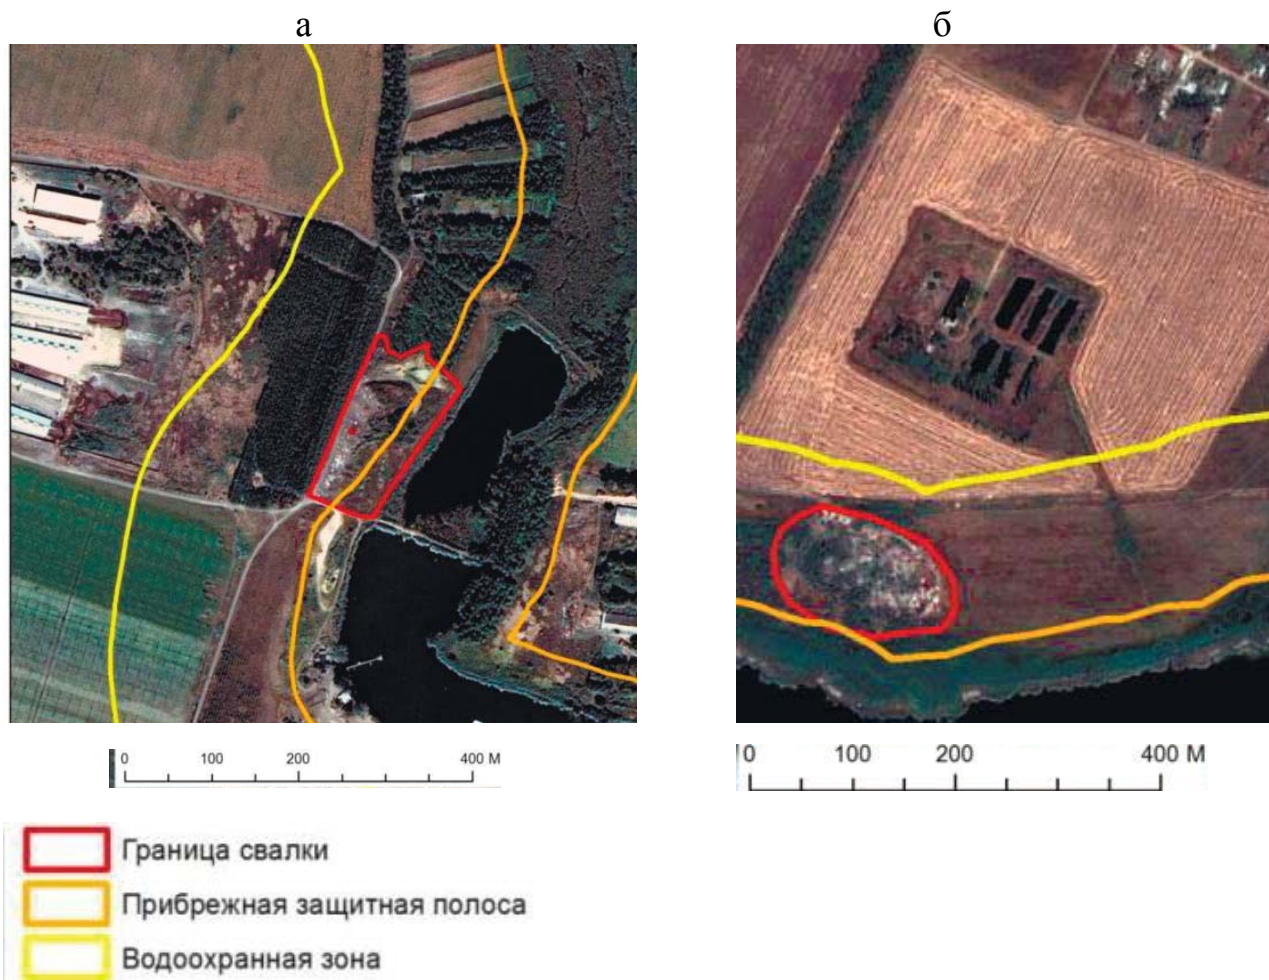 а
б
0 100 200 400 М
0 100 200 400 М
Граница свалки
Прибрежная защитная полоса
Водоохранная зона